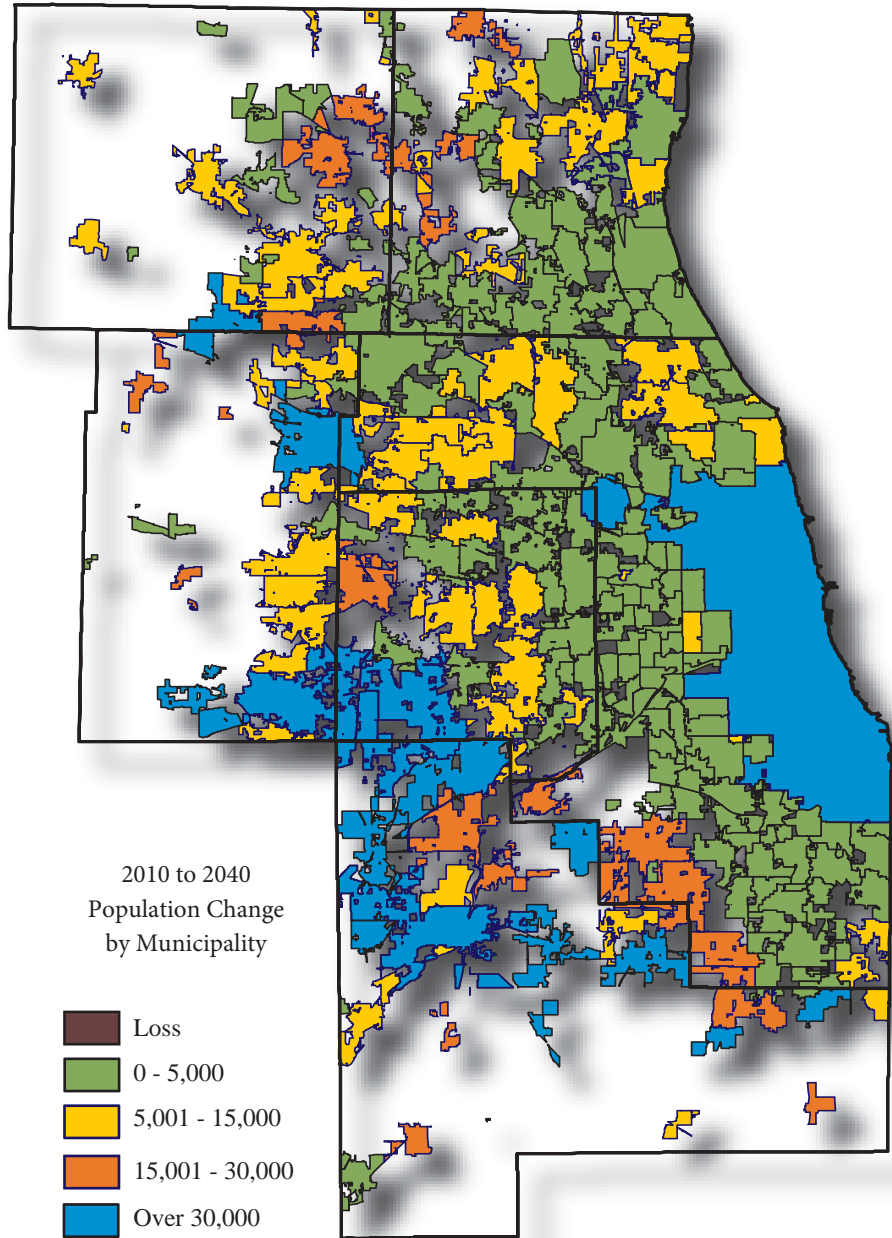 2010 to 2040
Population Change
by Municipality
Loss
0 - 5,000
5,001 - 15,000
15,001 - 30,000
Over 30,000